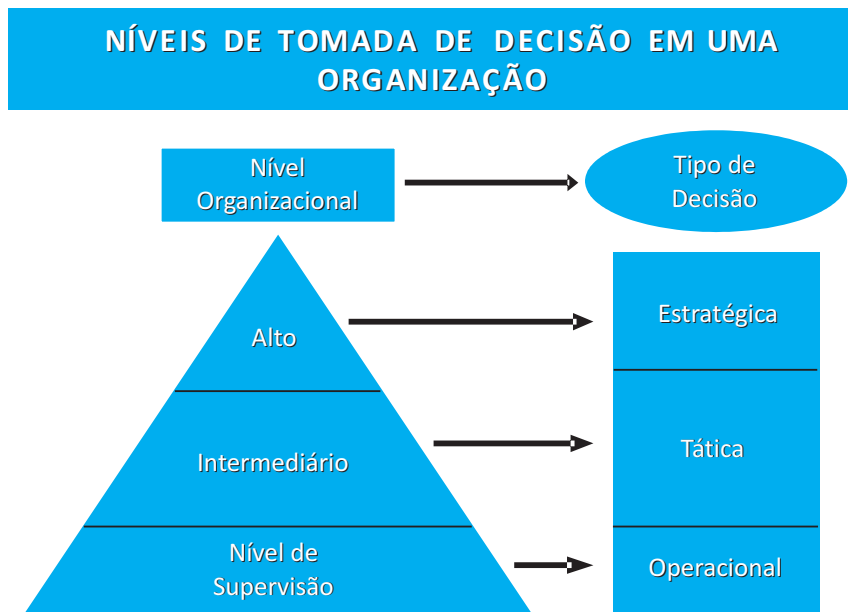 NÍVEIS DE TOMADA DE DECISÃO EM UMA
ORGANIZAÇÃO
Nível
Organizacional
Tipo de
Decisão
Alto
Estratégica
Intermediário
Tática
Nível de
Supervisão
Operacional